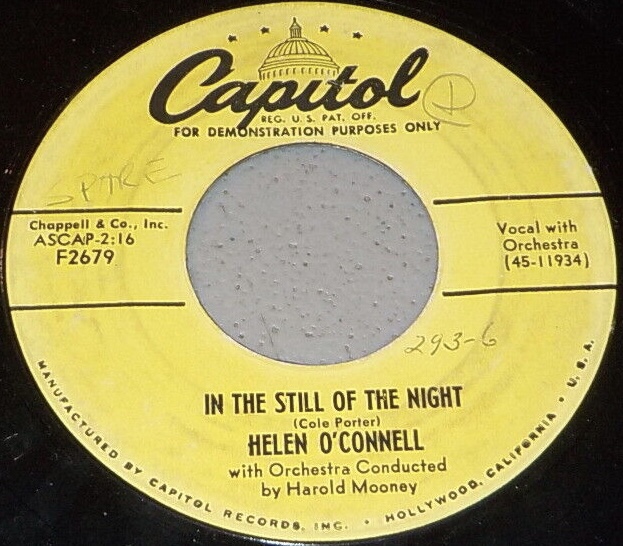 Capitol
REG. U.S. PAT. OFF.
FOR DEMONSTRATION PURPOSES ONLY
D
SPARE
Chappell & Co., Inc.
ASCAP-2:16
F2679
Vocal with
Orchestra
(45-11934)
293-6
IN THE STILL OF THE NIGHT
(Cole Porter)
HELEN O'CONNELL
with Orchestra Conducted
by Harold Mooney
MANUFACTURED BY CAPITOL RECORDS, INC. • HOLLYWOOD, CALIFORNIA • U.S.A.